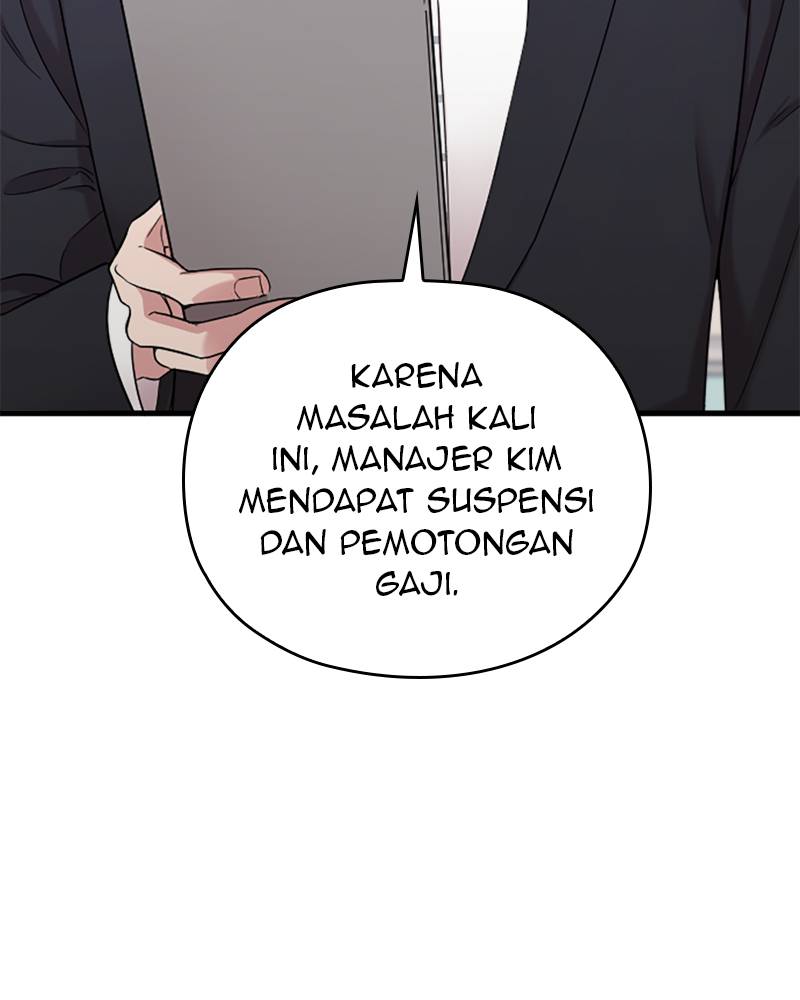 KARENA
MASALAH KALI
INI, MANAJER KIM
MENDAPAT SUSPENSI
DAN PEMOTONGAN
GAJI.